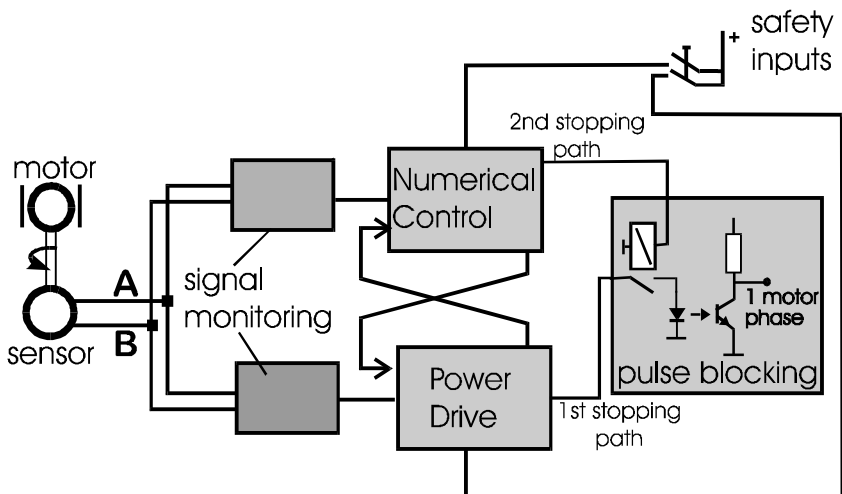 + safety
inputs
2nd stopping
path
motor
Numerical
Control
A
signal
monitoring
B
sensor
1 motor
phase
pulse blocking
Power
Drive
1st stopping
path